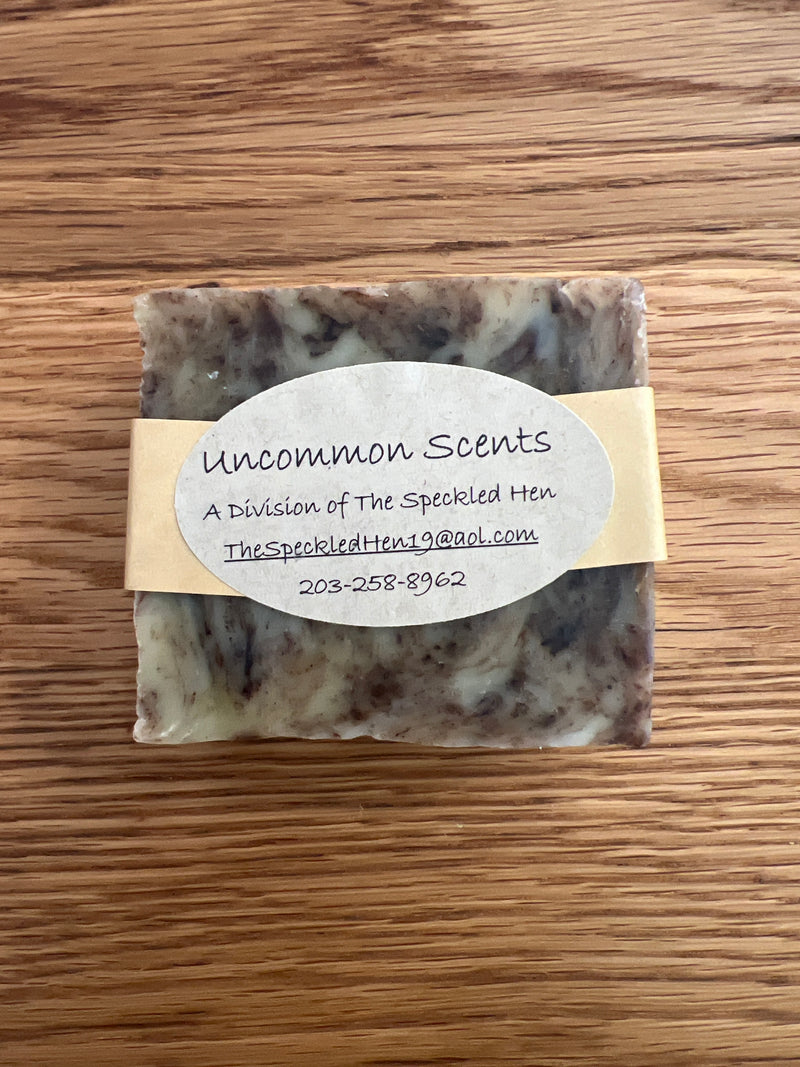 Uncommon Scents
A Division of The Speckled Hen
TheSpeckledHen19@aol.com
203-258-8962